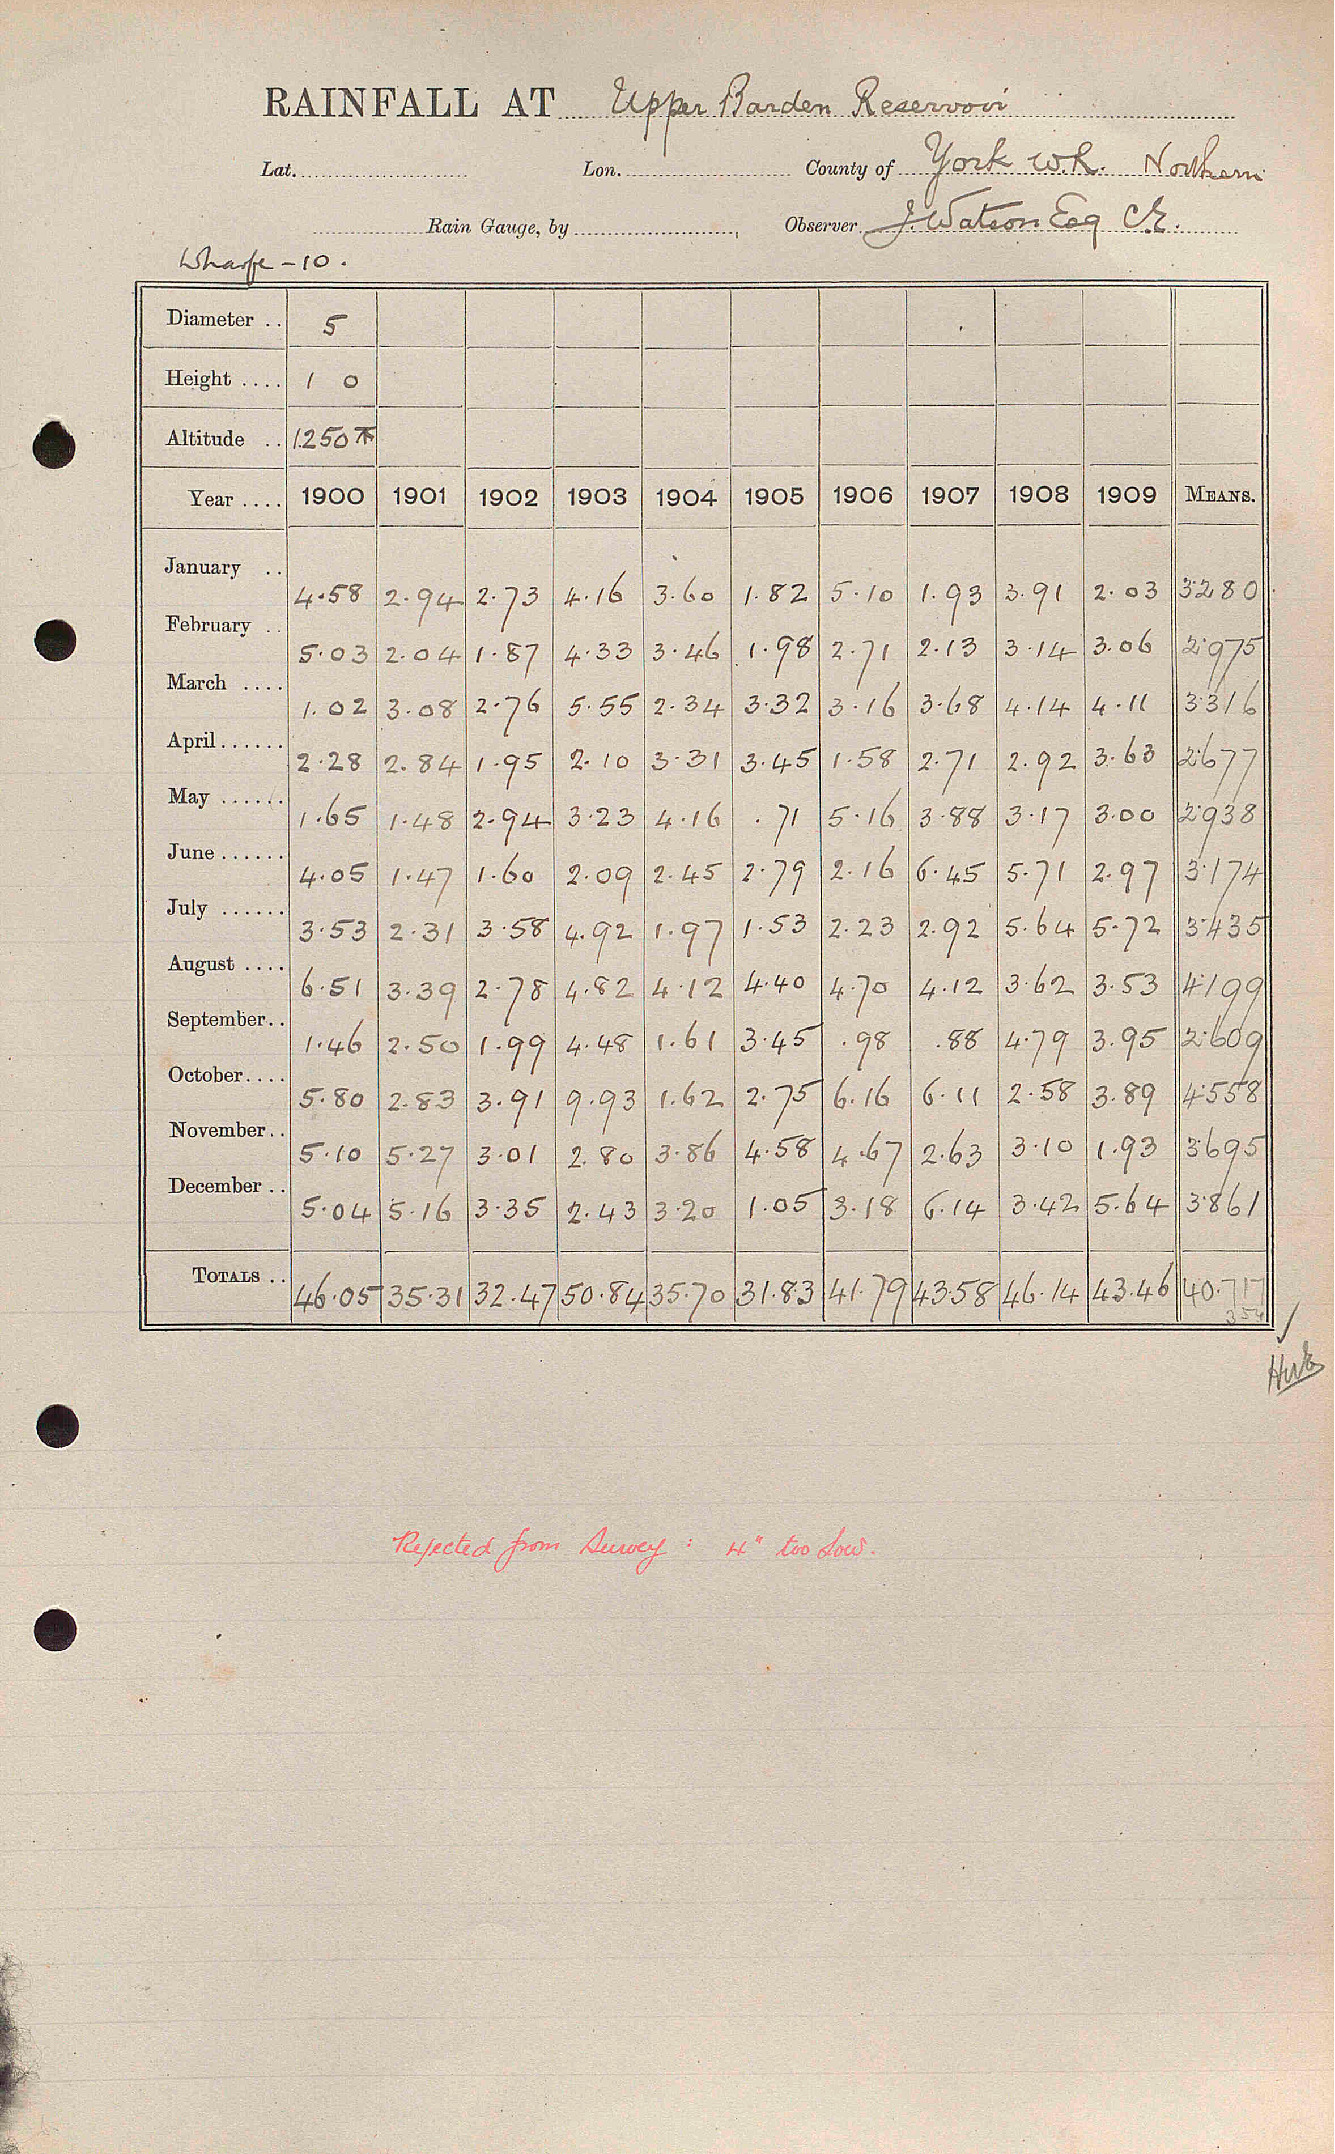 RAINFALL AT Upper Barden Reservoir
Lat. Lon. County of York W.R. Northern
Rain Gauge, by , Observer J. Watson Esq C.E.
Wharfe - 10.
Diameter .. 5
Height .... 1 0
Altitude .. 1250
Year .... 1900 1901 1902 1903 1904 1905 1906 1907 1908 1909 MEANS.
January .. 4.58 2.94 2.73 4.16 3.60 1.82 5.10 1.93 3.91 2.03 3.280
February .. 5.03 2.04 1.87 4.33 3.46 1.98 2.71 2.13 3.14 3.06 2.975
March .... 1.02 3.08 2.76 5.55 2.34 3.32 3.16 3.68 4.14 4.11 3.316
April...... 2.28 2.84 1.95 2.10 3.31 3.45 1.58 2.71 2.92 3.63 2.677
May ...... 1.65 1.48 2.94 3.23 4.16 .71 5.16 3.88 3.17 3.00 2.938
June ...... 4.05 1.47 1.60 2.09 2.45 2.79 2.16 6.45 5.71 2.97 3.174
July ...... 3.53 2.31 3.58 4.92 1.97 1.53 2.23 2.92 5.64 5.72 3.435
August .... 6.51 3.39 2.78 4.82 4.12 4.40 4.70 4.12 3.62 3.53 4.199
September.. 1.46 2.50 1.99 4.48 1.61 3.45 .98 .88 4.79 3.95 2.609
October.... 5.80 2.83 3.91 9.93 1.62 2.75 6.16 6.11 2.58 3.89 4.558
November.. 5.10 5.27 3.01 2.80 3.86 4.58 4.67 2.63 3.10 1.93 3.695
December .. 5.04 5.16 3.35 2.43 3.20 1.05 3.18 6.14 3.42 5.64 3.861
TOTALS .. 46.05 35.31 32.47 50.84 35.70 31.83 41.79 43.58 46.14 43.46 40.717
Rejected from Survey : 4" too low.